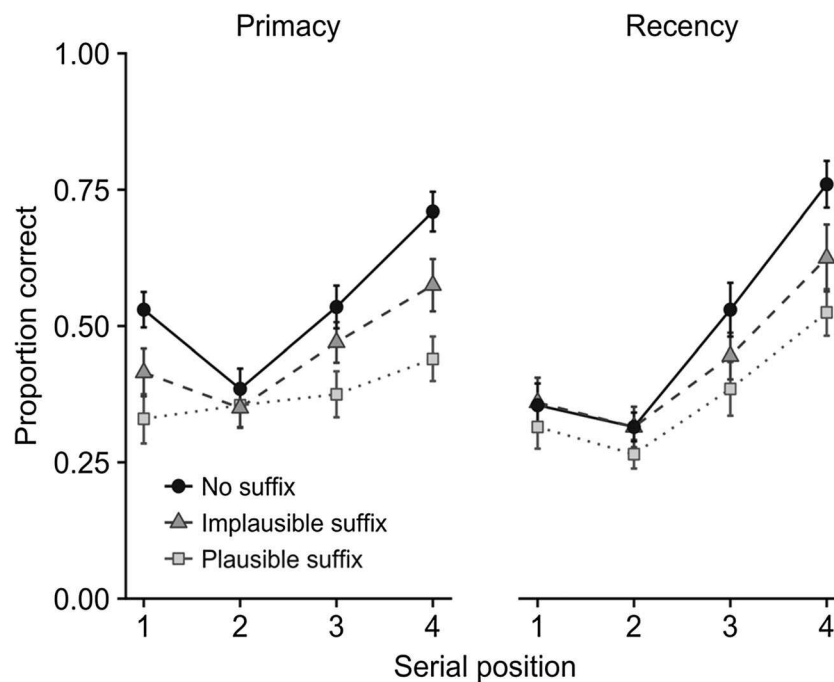 Primacy
Recency
Proportion correct
1.00
0.75
0.50
0.25
0.00
No suffix
Implausible suffix
Plausible suffix
1 2 3 4
1 2 3 4
Serial position